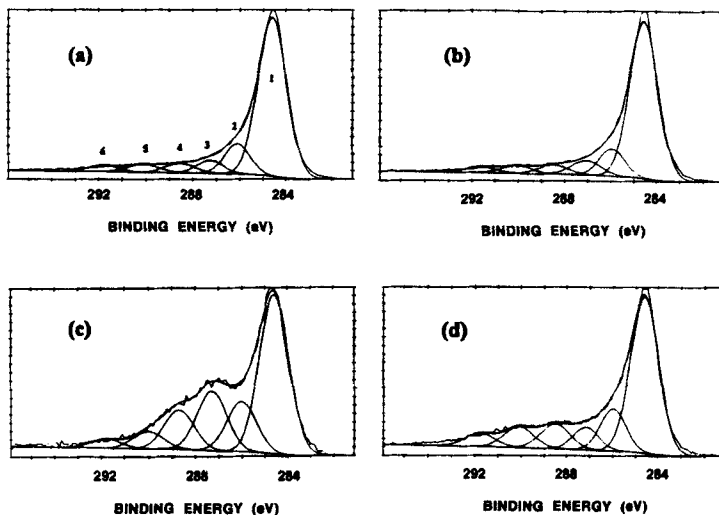 (a)
6 5 4 3 2 1
292 288 284
BINDING ENERGY (eV)
(b)
292 288 284
BINDING ENERGY (eV)
(c)
292 288 284
BINDING ENERGY (eV)
(d)
292 288 284
BINDING ENERGY (eV)